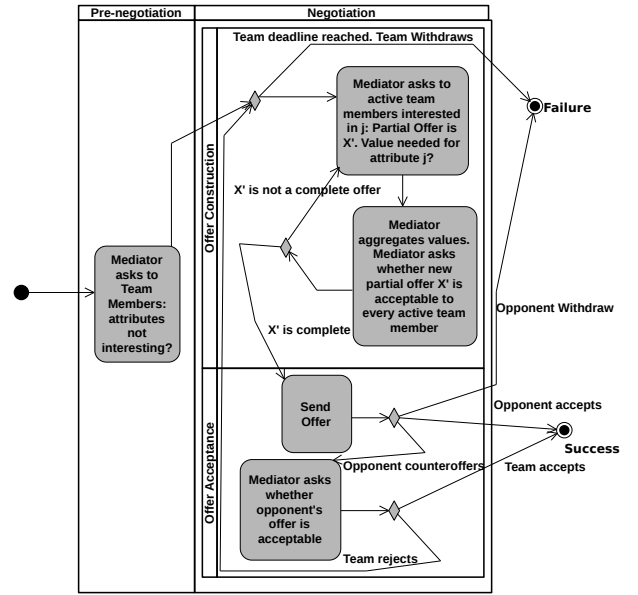 Pre-negotiation
Negotiation
Team deadline reached. Team Withdraws
Mediator asks to
active team
members interested
in j: Partial Offer is
X'. Value needed for
attribute j?
Failure
Offer Construction
X' is not a complete offer
Mediator
aggregates values.
Mediator asks
whether new
partial offer X' is
acceptable to
every active team
member
Mediator
asks to
Team
Members:
attributes
not
interesting?
Opponent Withdraw
X' is complete
Offer Acceptance
Send
Offer
Opponent accepts
Success
Opponent counteroffers
Team accepts
Mediator asks
whether
opponent's
offer is
acceptable
Team rejects